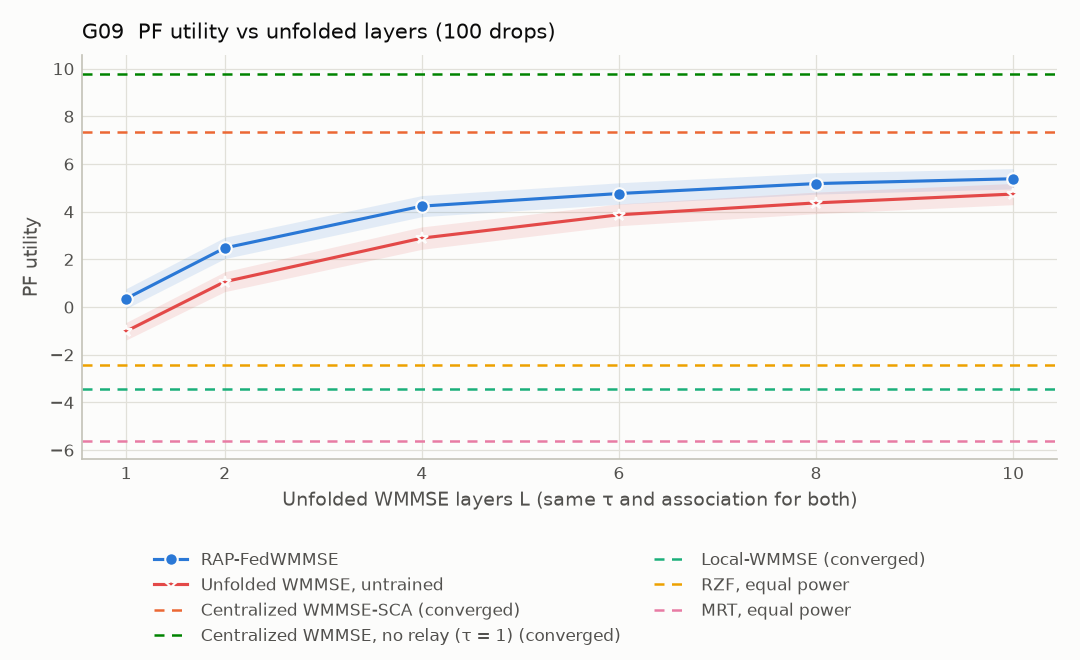 G09  PF utility vs unfolded layers (100 drops)
10
8
6
4
2
0
−2
−4
−6
PF utility
1 2 4 6 8 10
Unfolded WMMSE layers L (same τ and association for both)
RAP-FedWMMSE
Unfolded WMMSE, untrained
Centralized WMMSE-SCA (converged)
Centralized WMMSE, no relay (τ = 1) (converged)
Local-WMMSE (converged)
RZF, equal power
MRT, equal power